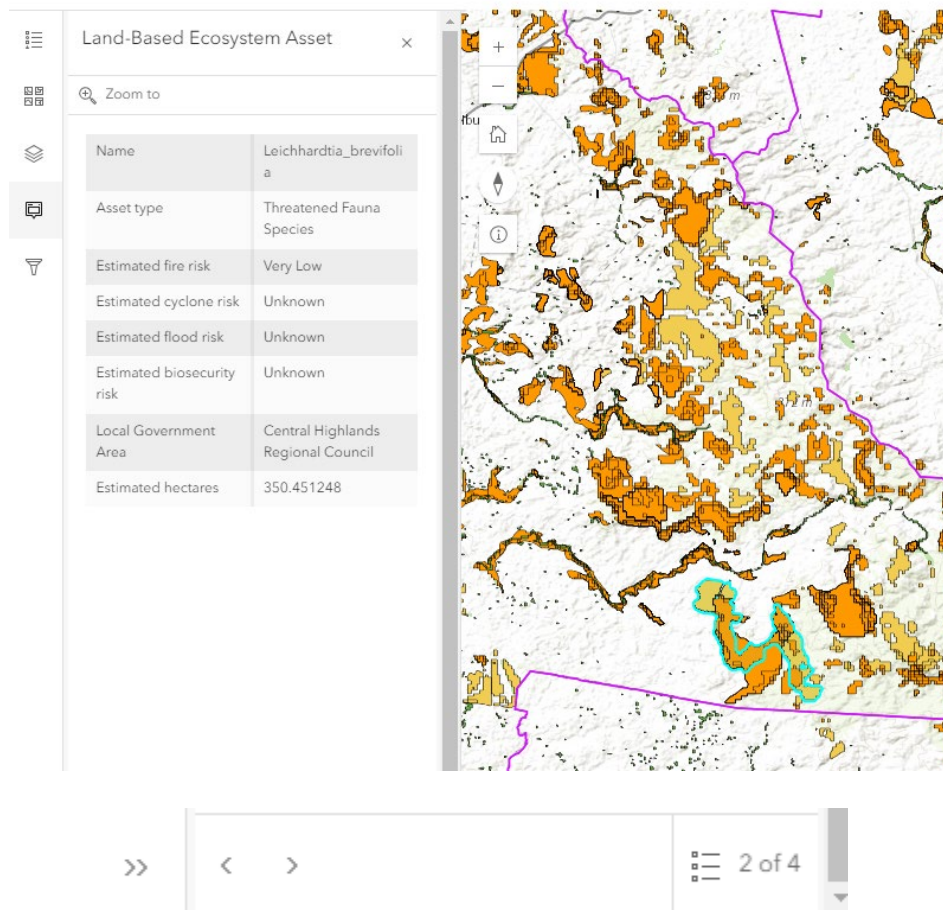 Land-Based Ecosystem Asset
Zoom to
Name
Leichhardtia_brevifoli
a
Asset type
Threatened Fauna
Species
Estimated fire risk
Very Low
Estimated cyclone risk
Unknown
Estimated flood risk
Unknown
Estimated biosecurity
risk
Unknown
Local Government
Area
Central Highlands
Regional Council
Estimated hectares
350.451248
2 of 4